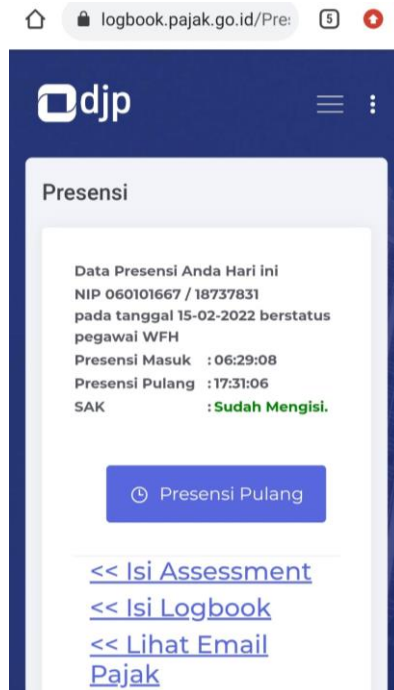 logbook.pajak.go.id/Pre:
5
djp
Presensi
Data Presensi Anda Hari ini
NIP 060101667 / 18737831
pada tanggal 15-02-2022 berstatus
pegawai WFH
Presensi Masuk : 06:29:08
Presensi Pulang : 17:31:06
SAK : Sudah Mengisi.
Presensi Pulang
<< Isi Assessment
<< Isi Logbook
<< Lihat Email
Pajak